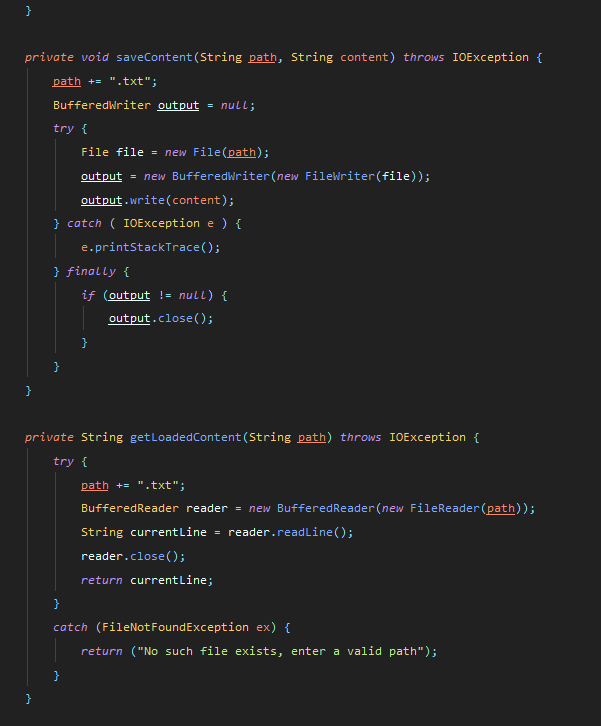 }
private void saveContent(String path, String content) throws IOException {
path += ".txt";
BufferedWriter output = null;
try {
File file = new File(path);
output = new BufferedWriter(new FileWriter(file));
output.write(content);
} catch ( IOException e ) {
e.printStackTrace();
} finally {
if (output != null) {
output.close();
}
}
}
private String getLoadedContent(String path) throws IOException {
try {
path += ".txt";
BufferedReader reader = new BufferedReader(new FileReader(path));
String currentLine = reader.readLine();
reader.close();
return currentLine;
}
catch (FileNotFoundException ex) {
return ("No such file exists, enter a valid path");
}
}